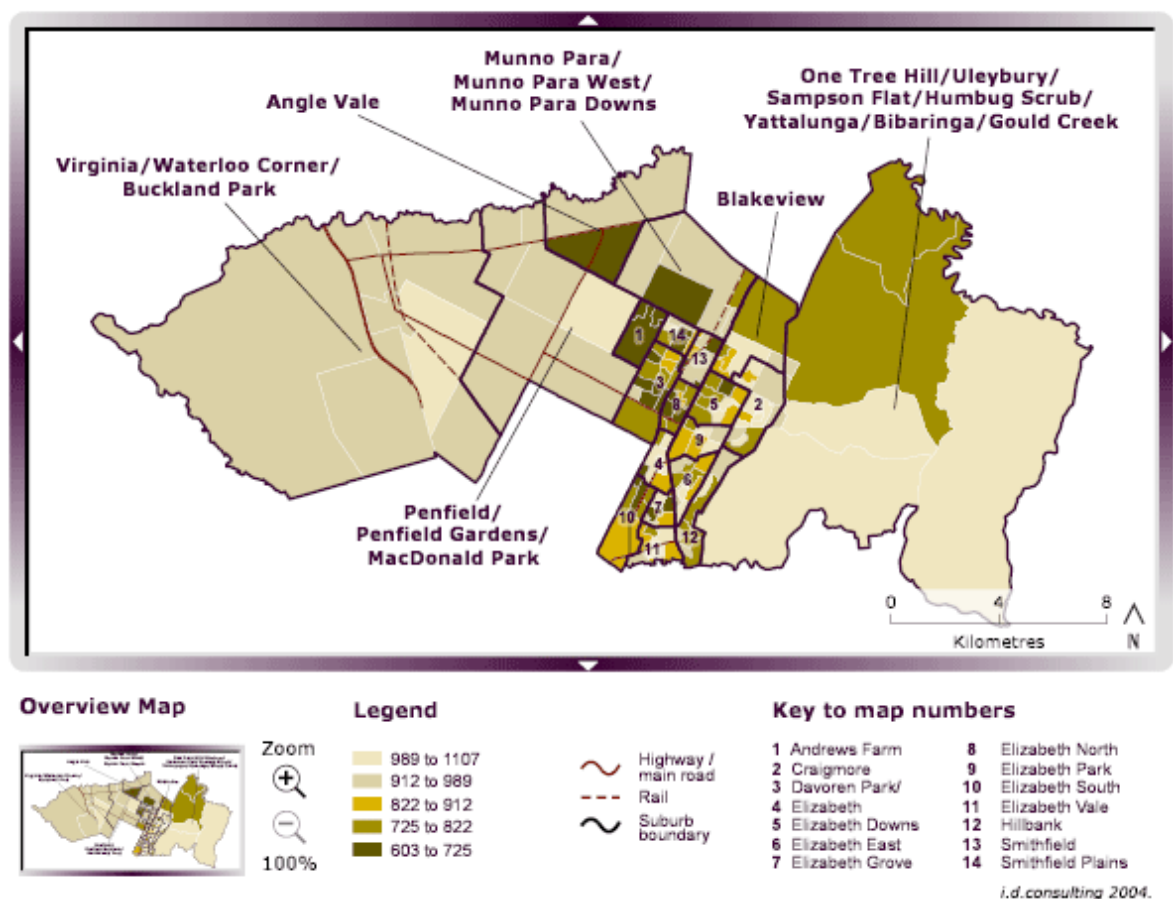 Munno Para/
Munno Para West/
Munno Para Downs
One Tree Hill/Uleybury/
Sampson Flat/Humbug Scrub/
Yattalunga/Bibaringa/Gould Creek
Angle Vale
Virginia/Waterloo Corner/
Buckland Park
Blakeview
1
14
13
3
2
8
5
9
4
6
7
10
12
11
Penfield/
Penfield Gardens/
MacDonald Park
0 4 8
Kilometres
N
Overview Map
Zoom
100%
Legend
989 to 1107
912 to 989
822 to 912
725 to 822
603 to 725
Highway /
main road
Rail
Suburb
boundary
Key to map numbers
1 Andrews Farm
2 Craigmore
3 Davoren Park/
4 Elizabeth
5 Elizabeth Downs
6 Elizabeth East
7 Elizabeth Grove
8 Elizabeth North
9 Elizabeth Park
10 Elizabeth South
11 Elizabeth Vale
12 Hillbank
13 Smithfield
14 Smithfield Plains
i.d.consulting 2004.